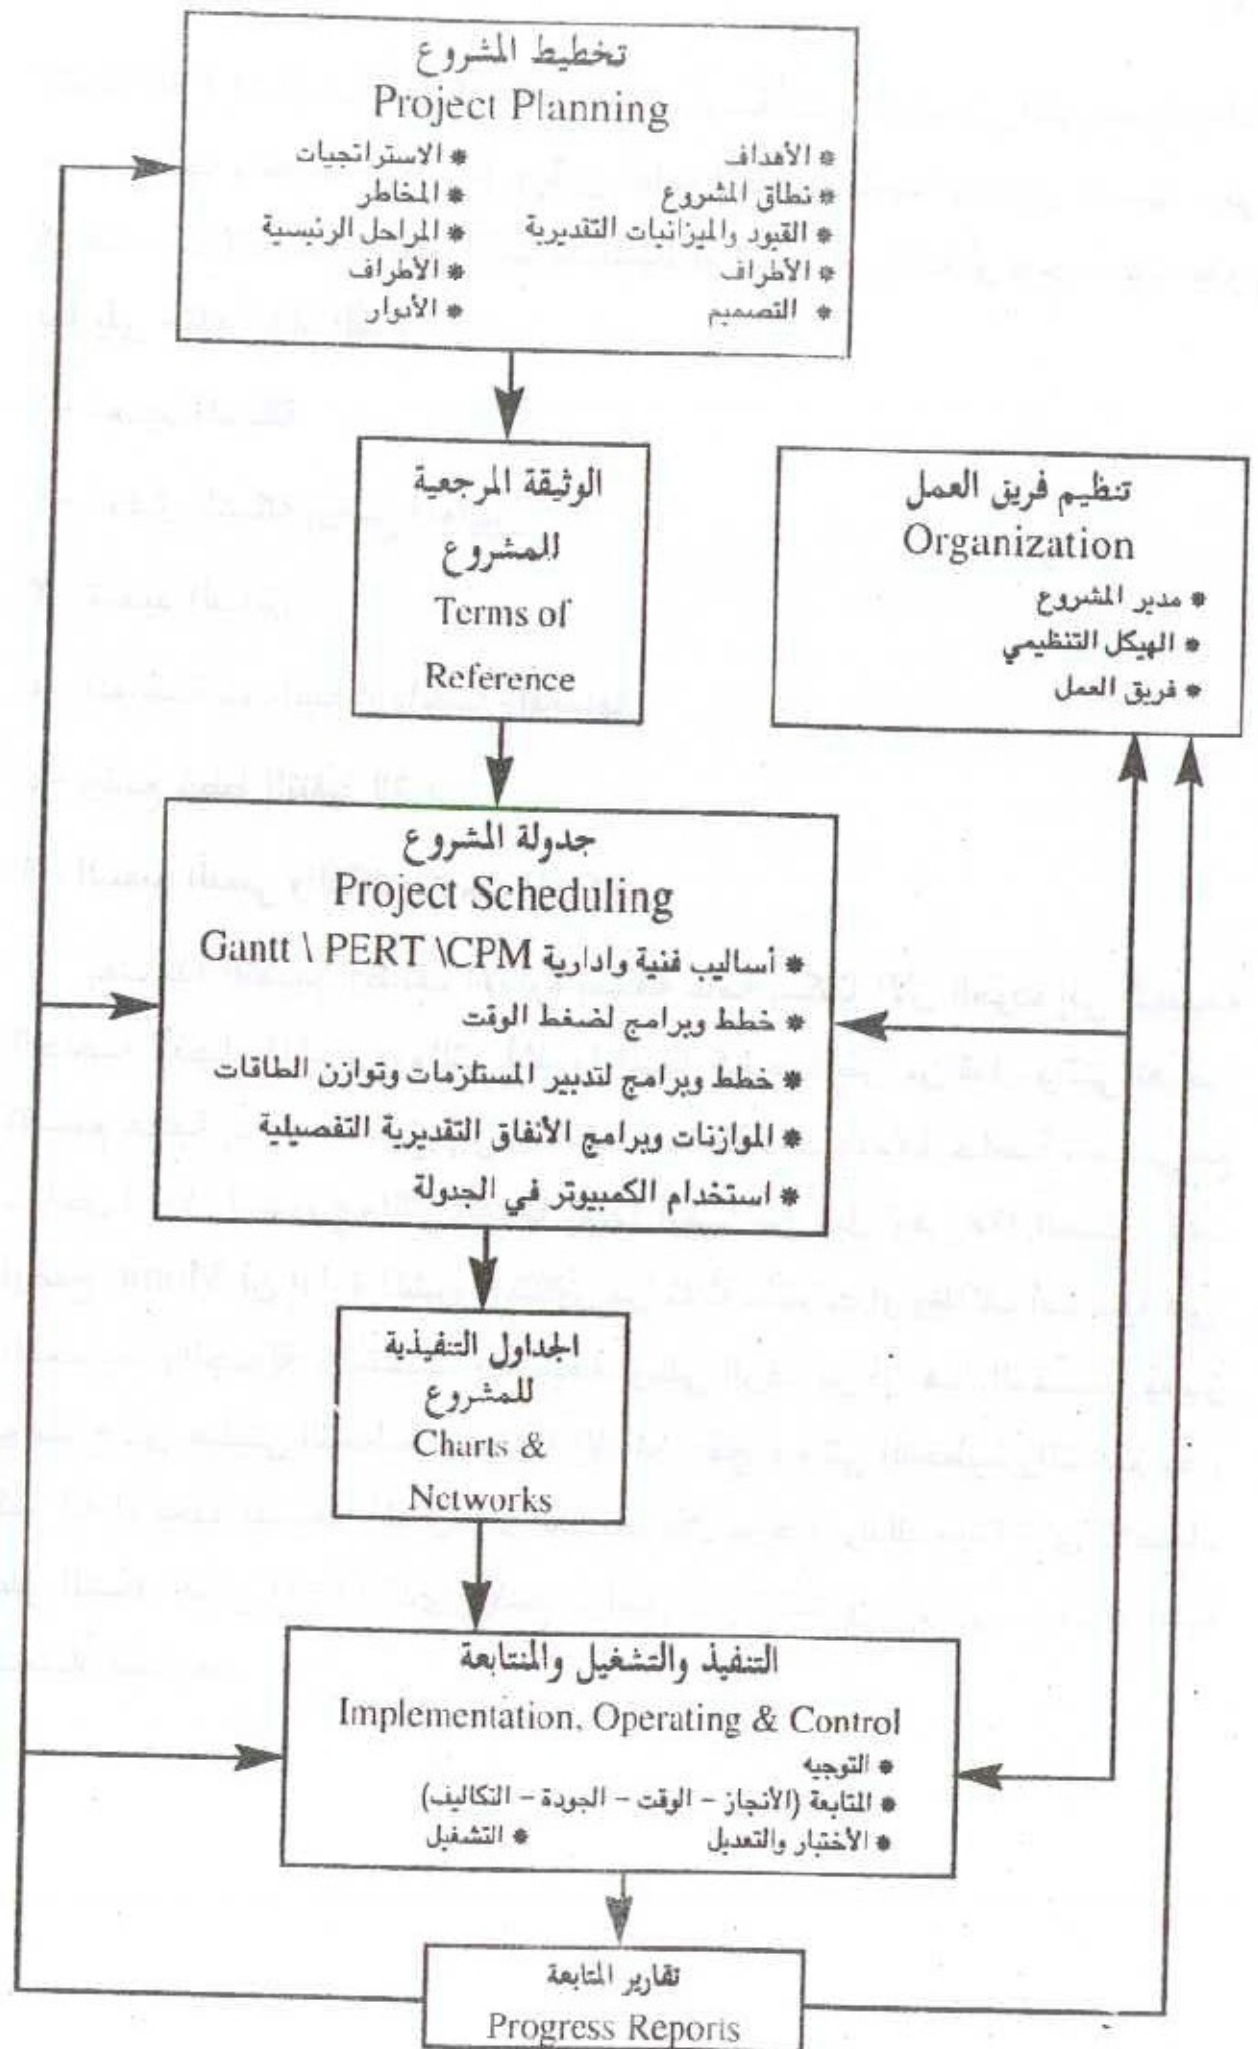 تخطيط المشروع
Project Planning
* الأهداف
* نطاق المشروع
* القيود والميزانيات التقديرية
* الأطراف
* التصميم
* الاستراتجيات
* المخاطر
* المراحل الرئيسية
* الأطراف
* الأدوار
الوثيقة المرجعية
للمشروع
Terms of
Reference
تنظيم فريق العمل
Organization
* مدير المشروع
* الهيكل التنظيمي
* فريق العمل
جدولة المشروع
Project Scheduling
* أساليب فنية وادارية Gantt \ PERT \CPM
* خطط وبرامج لضغط الوقت
* خطط وبرامج لتدبير المستلزمات وتوازن الطاقات
* الموازنات وبرامج الأنفاق التقديرية التفصيلية
* استخدام الكمبيوتر في الجدولة
الجداول التنفيذية
للمشروع
Charts &
Networks
التنفيذ والتشغيل والمنتابعة
Implementation, Operating & Control
* التوجيه
* المتابعة (الأنجاز - الوقت - الجودة - التكاليف)
* الأختبار والتعديل * التشغيل
تقارير المتابعة
Progress Reports